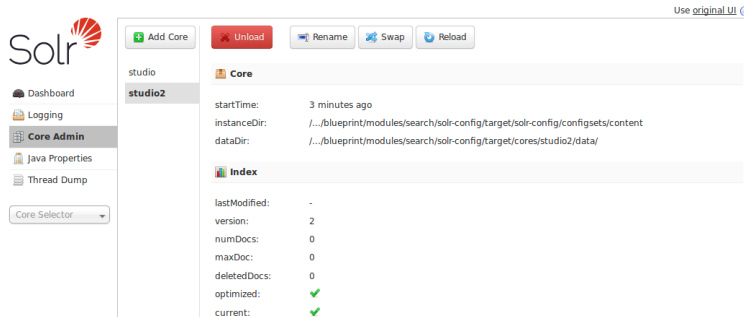 Use original UI
Solr
Add Core
Unload
Rename
Swap
Reload
Dashboard
Logging
Core Admin
Java Properties
Thread Dump
Core Selector
studio
studio2
Core
startTime: 3 minutes ago
instanceDir: /.../blueprint/modules/search/solr-config/target/solr-config/configsets/content
dataDir: /.../blueprint/modules/search/solr-config/target/cores/studio2/data/
Index
lastModified: -
version: 2
numDocs: 0
maxDoc: 0
deletedDocs: 0
optimized:
current: